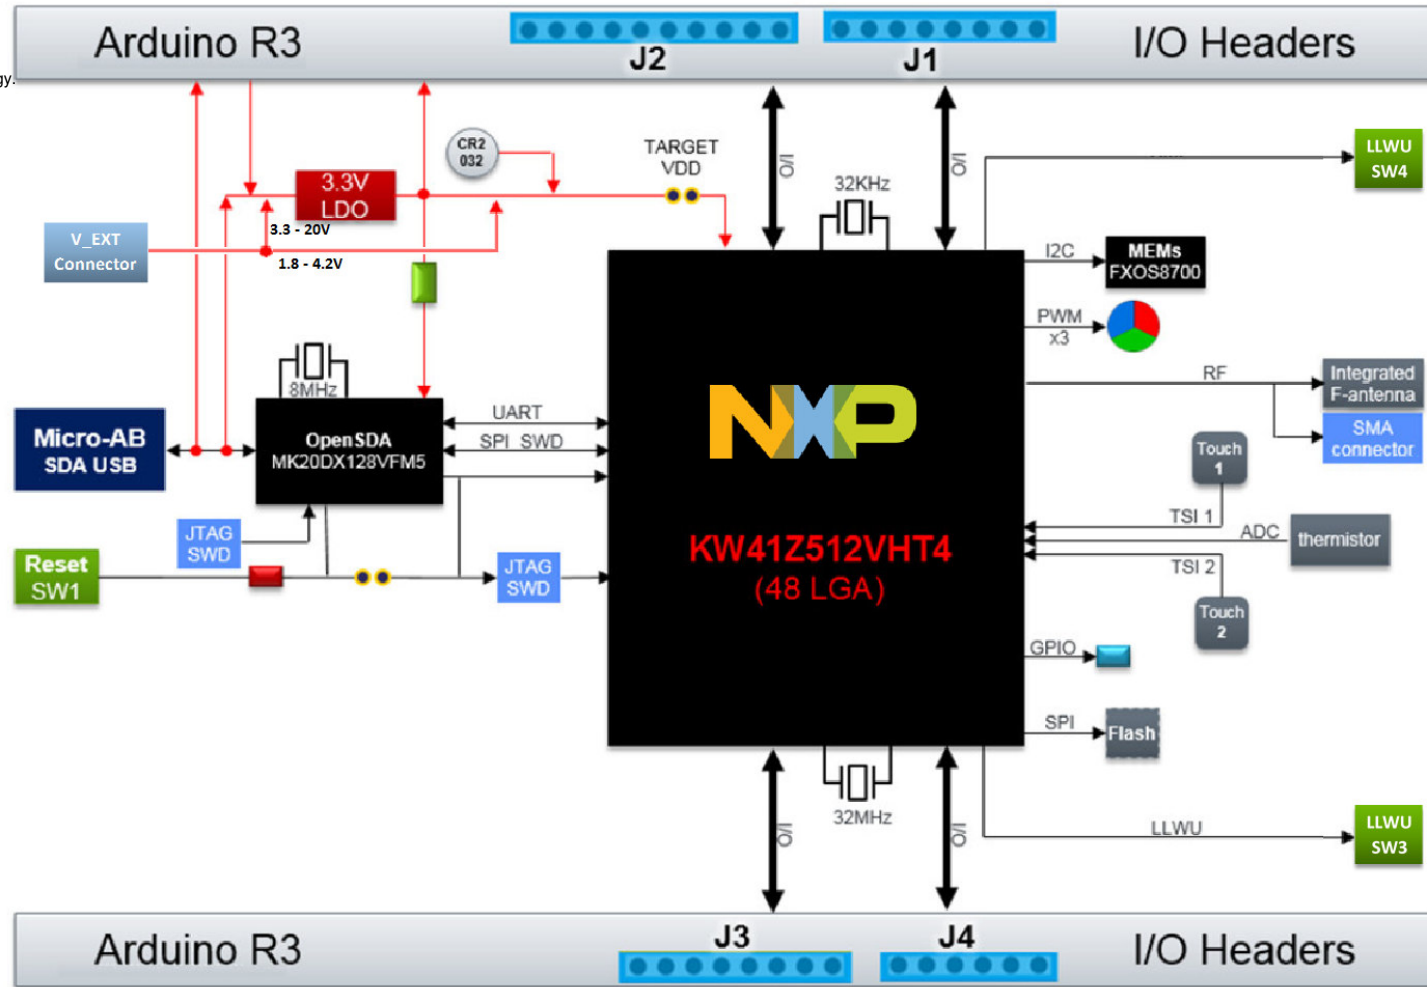 Arduino R3
J2
J1
I/O Headers
gy.
CR2
032
TARGET
VDD
I/O
32KHz
I/O
LLWU
SW4
3.3V
LDO
3.3 - 20V
V_EXT
Connector
1.8 - 4.2V
I2C
MEMs
FXOS8700
PWM
x3
8MHz
RF
Integrated
F-antenna
SMA
connector
Micro-AB
SDA USB
OpenSDA
MK20DX128VFM5
UART
SPI SWD
NXP
Touch
1
TSI 1
ADC
thermistor
TSI 2
Touch
2
JTAG
SWD
Reset
SW1
JTAG
SWD
KW41Z512VHT4
(48 LGA)
GPIO
SPI
Flash
32MHz
I/O
I/O
LLWU
LLWU
SW3
Arduino R3
J3
J4
I/O Headers